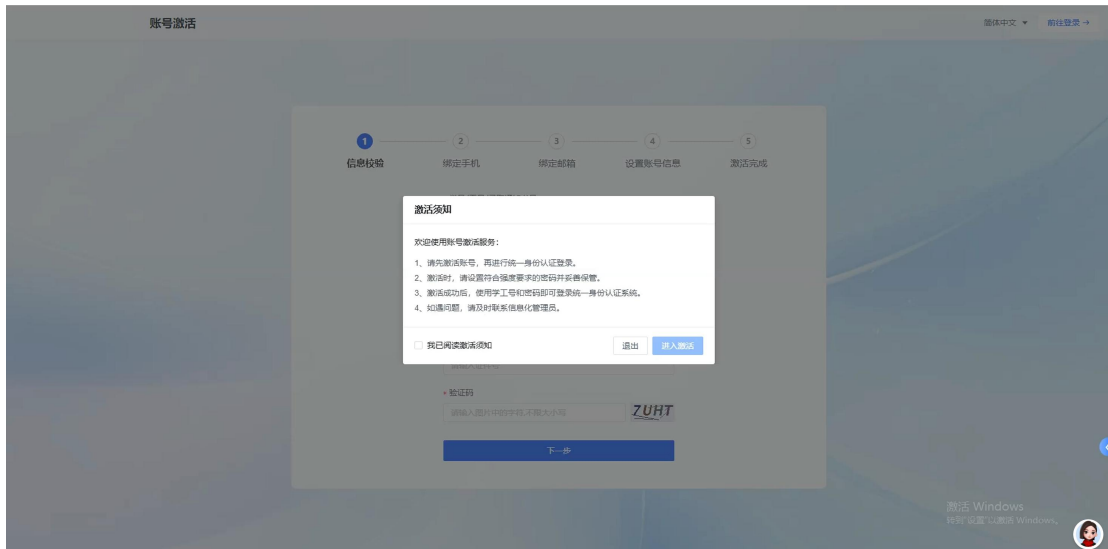 账号激活
简体中文 ▼
前往登录 →
1
2
3
4
5
信息校验
绑定手机
绑定邮箱
设置账号信息
激活完成
激活须知
欢迎使用账号激活服务：
1、请先激活账号，再进行统一身份认证登录。
2、激活时，请设置符合强度要求的密码并妥善保管。
3、激活成功后，使用学工号和密码即可登录统一身份认证系统。
4、如遇问题，请及时联系信息化管理员。
我已阅读激活须知
退出
进入激活
* 验证码
请输入图片中的字符,不限大小写
ZUHT
下一步
激活 Windows
转到"设置"以激活 Windows。